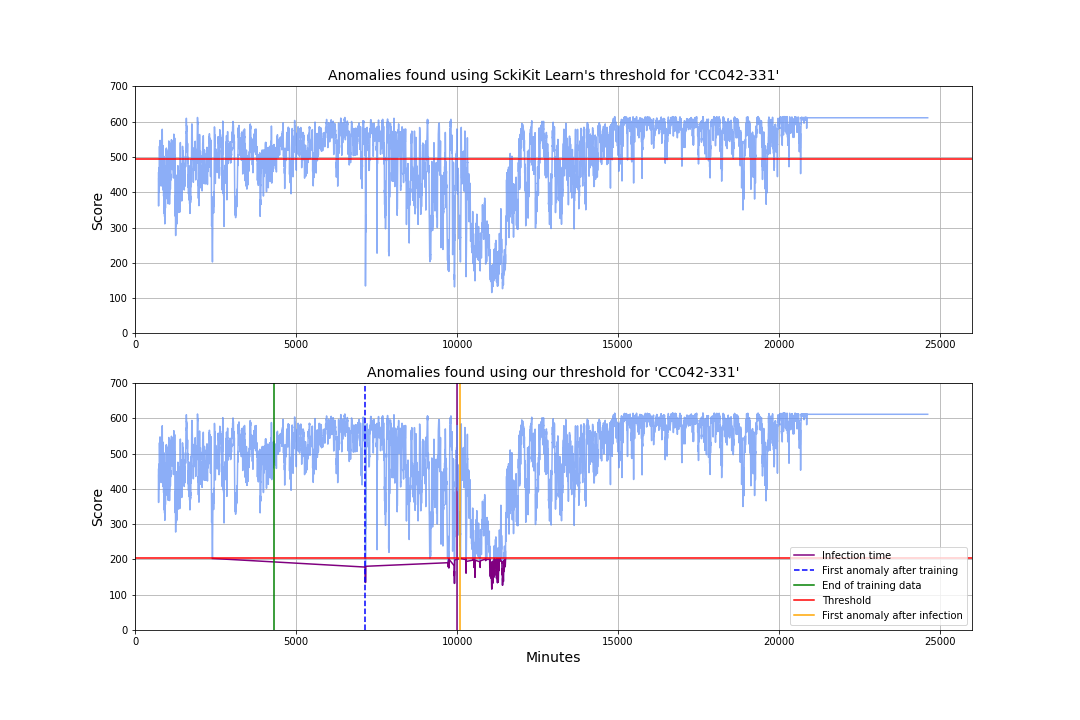 Anomalies found using SckiKit Learn's threshold for 'CC042-331'
700
600
500
400
300
200
100
0
Score
0 5000 10000 15000 20000 25000
Anomalies found using our threshold for 'CC042-331'
700
600
500
400
300
200
100
0
Score
Infection time
First anomaly after training
End of training data
Threshold
First anomaly after infection
0 5000 10000 15000 20000 25000
Minutes